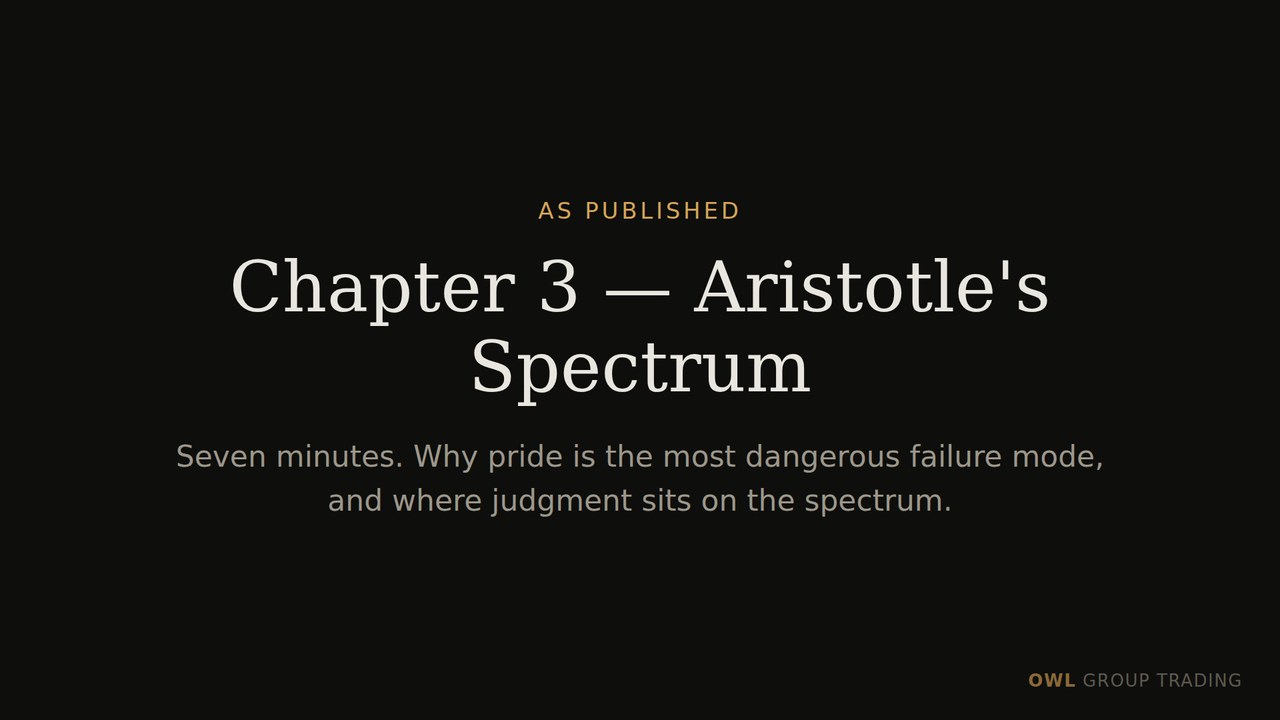 AS PUBLISHED
Chapter 3 — Aristotle's
Spectrum
Seven minutes. Why pride is the most dangerous failure mode,
and where judgment sits on the spectrum.
OWL GROUP TRADING